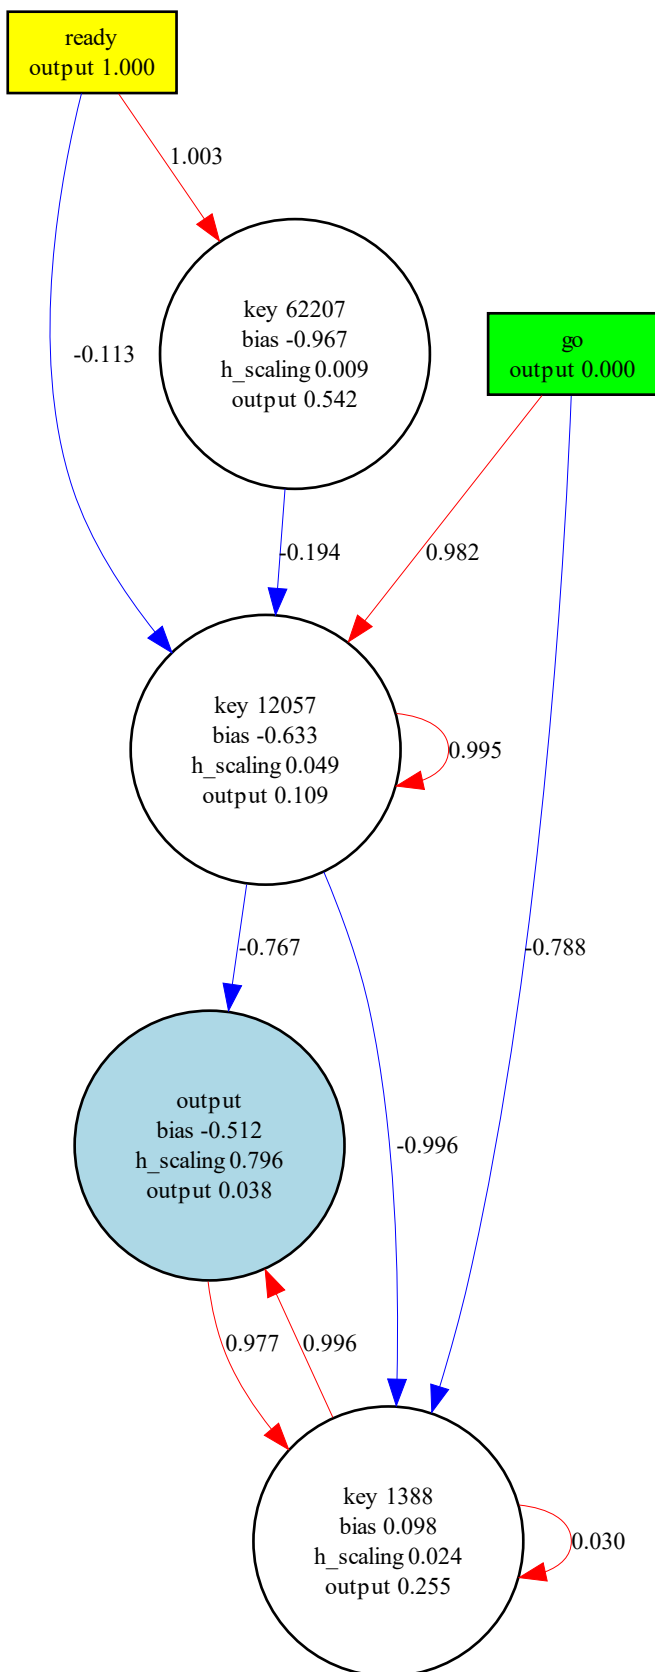 ready
output 1.000
1.003
key 62207
bias -0.967
h_scaling 0.009
output 0.542
-0.113
go
output 0.000
-0.194
0.982
key 12057
bias -0.633
h_scaling 0.049
output 0.109
0.995
-0.767
-0.788
output
bias -0.512
h_scaling 0.796
output 0.038
-0.996
0.977
0.996
key 1388
bias 0.098
h_scaling 0.024
output 0.255
0.030